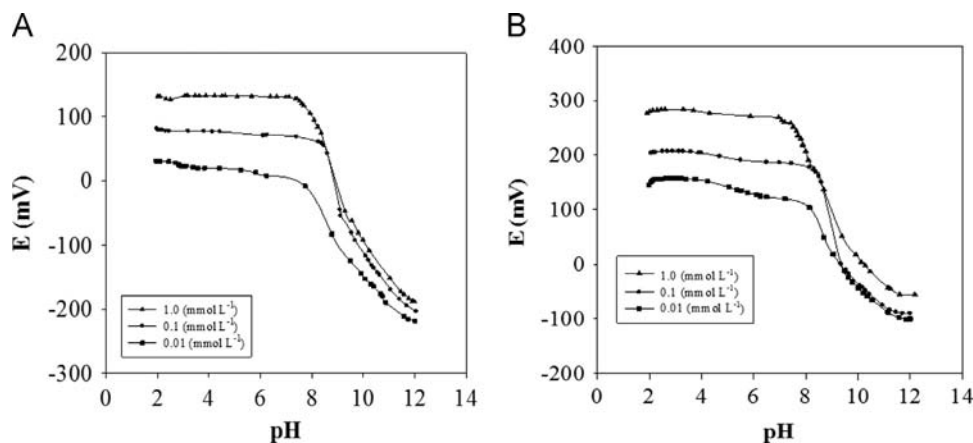 A
200
100
0
-100
-200
-300
E (mV)
1.0 (mmol L⁻¹)
0.1 (mmol L⁻¹)
0.01 (mmol L⁻¹)
0 2 4 6 8 10 12 14
pH
B
400
300
200
100
0
-100
-200
E (mV)
1.0 (mmol L⁻¹)
0.1 (mmol L⁻¹)
0.01 (mmol L⁻¹)
0 2 4 6 8 10 12 14
pH